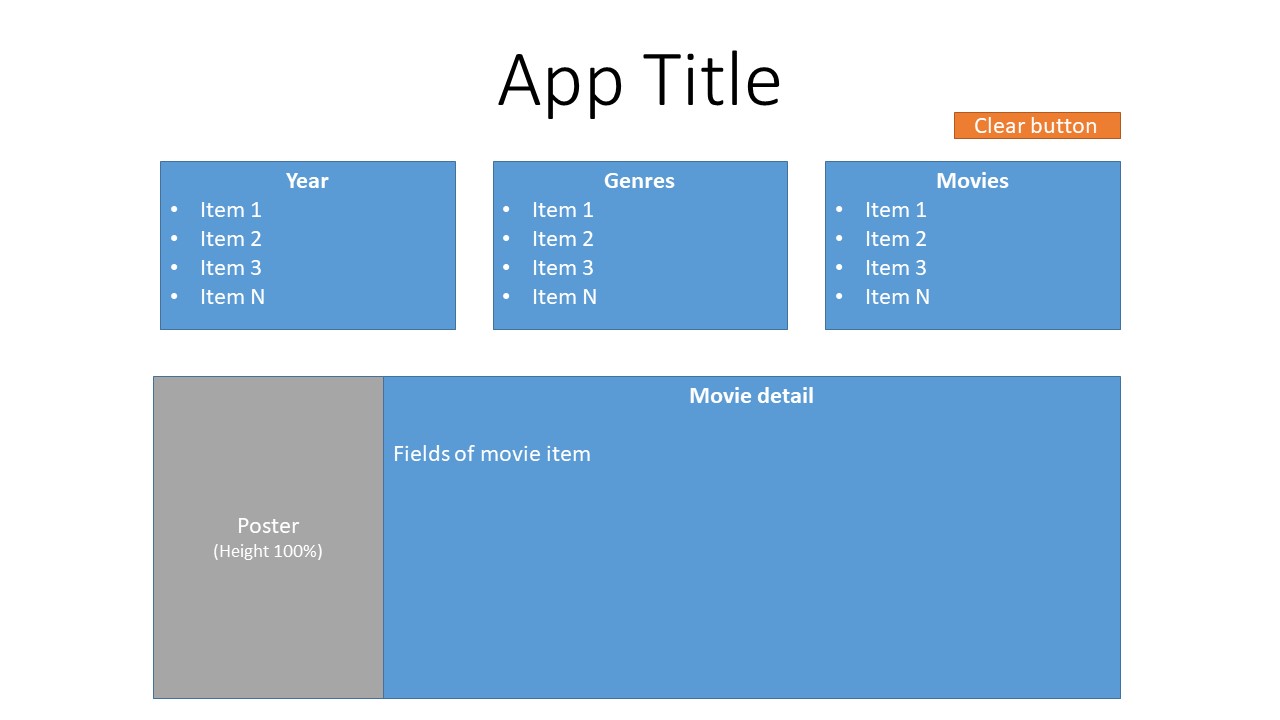 App Title
Clear button
Year
• Item 1
• Item 2
• Item 3
• Item N
Genres
• Item 1
• Item 2
• Item 3
• Item N
Movies
• Item 1
• Item 2
• Item 3
• Item N
Poster
(Height 100%)
Movie detail
Fields of movie item